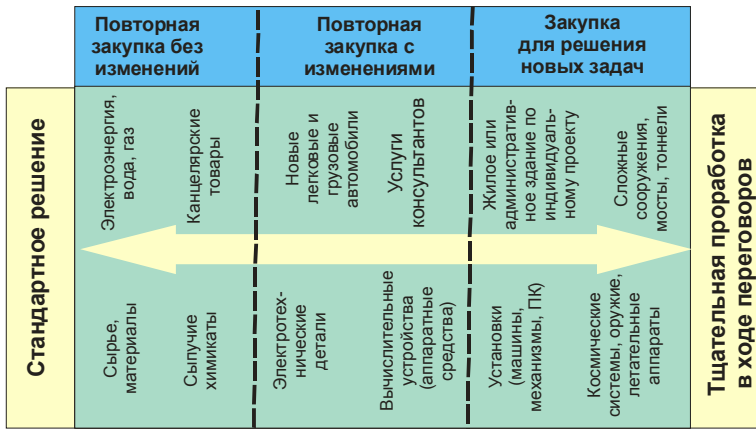 Повторная
закупка без
изменений
Повторная
закупка с
изменениями
Закупка
для решения
новых задач
Стандартное решение
Электроэнергия,
вода, газ
Канцелярские
товары
Новые
легковые и
грузовые
автомобили
Услуги
консультантов
Жилое или
административ-
ное здание по
индивидуаль-
ному проекту
Сложные
сооружения,
мосты, тоннели
Сырье,
материалы
Сыпучие
химикаты
Электротех-
нические
детали
Вычислительные
устройства
(аппаратные
средства)
Установки
(машины,
механизмы, ПК)
Космические
системы, оружие,
летательные
аппараты
Тщательная проработка
в ходе переговоров